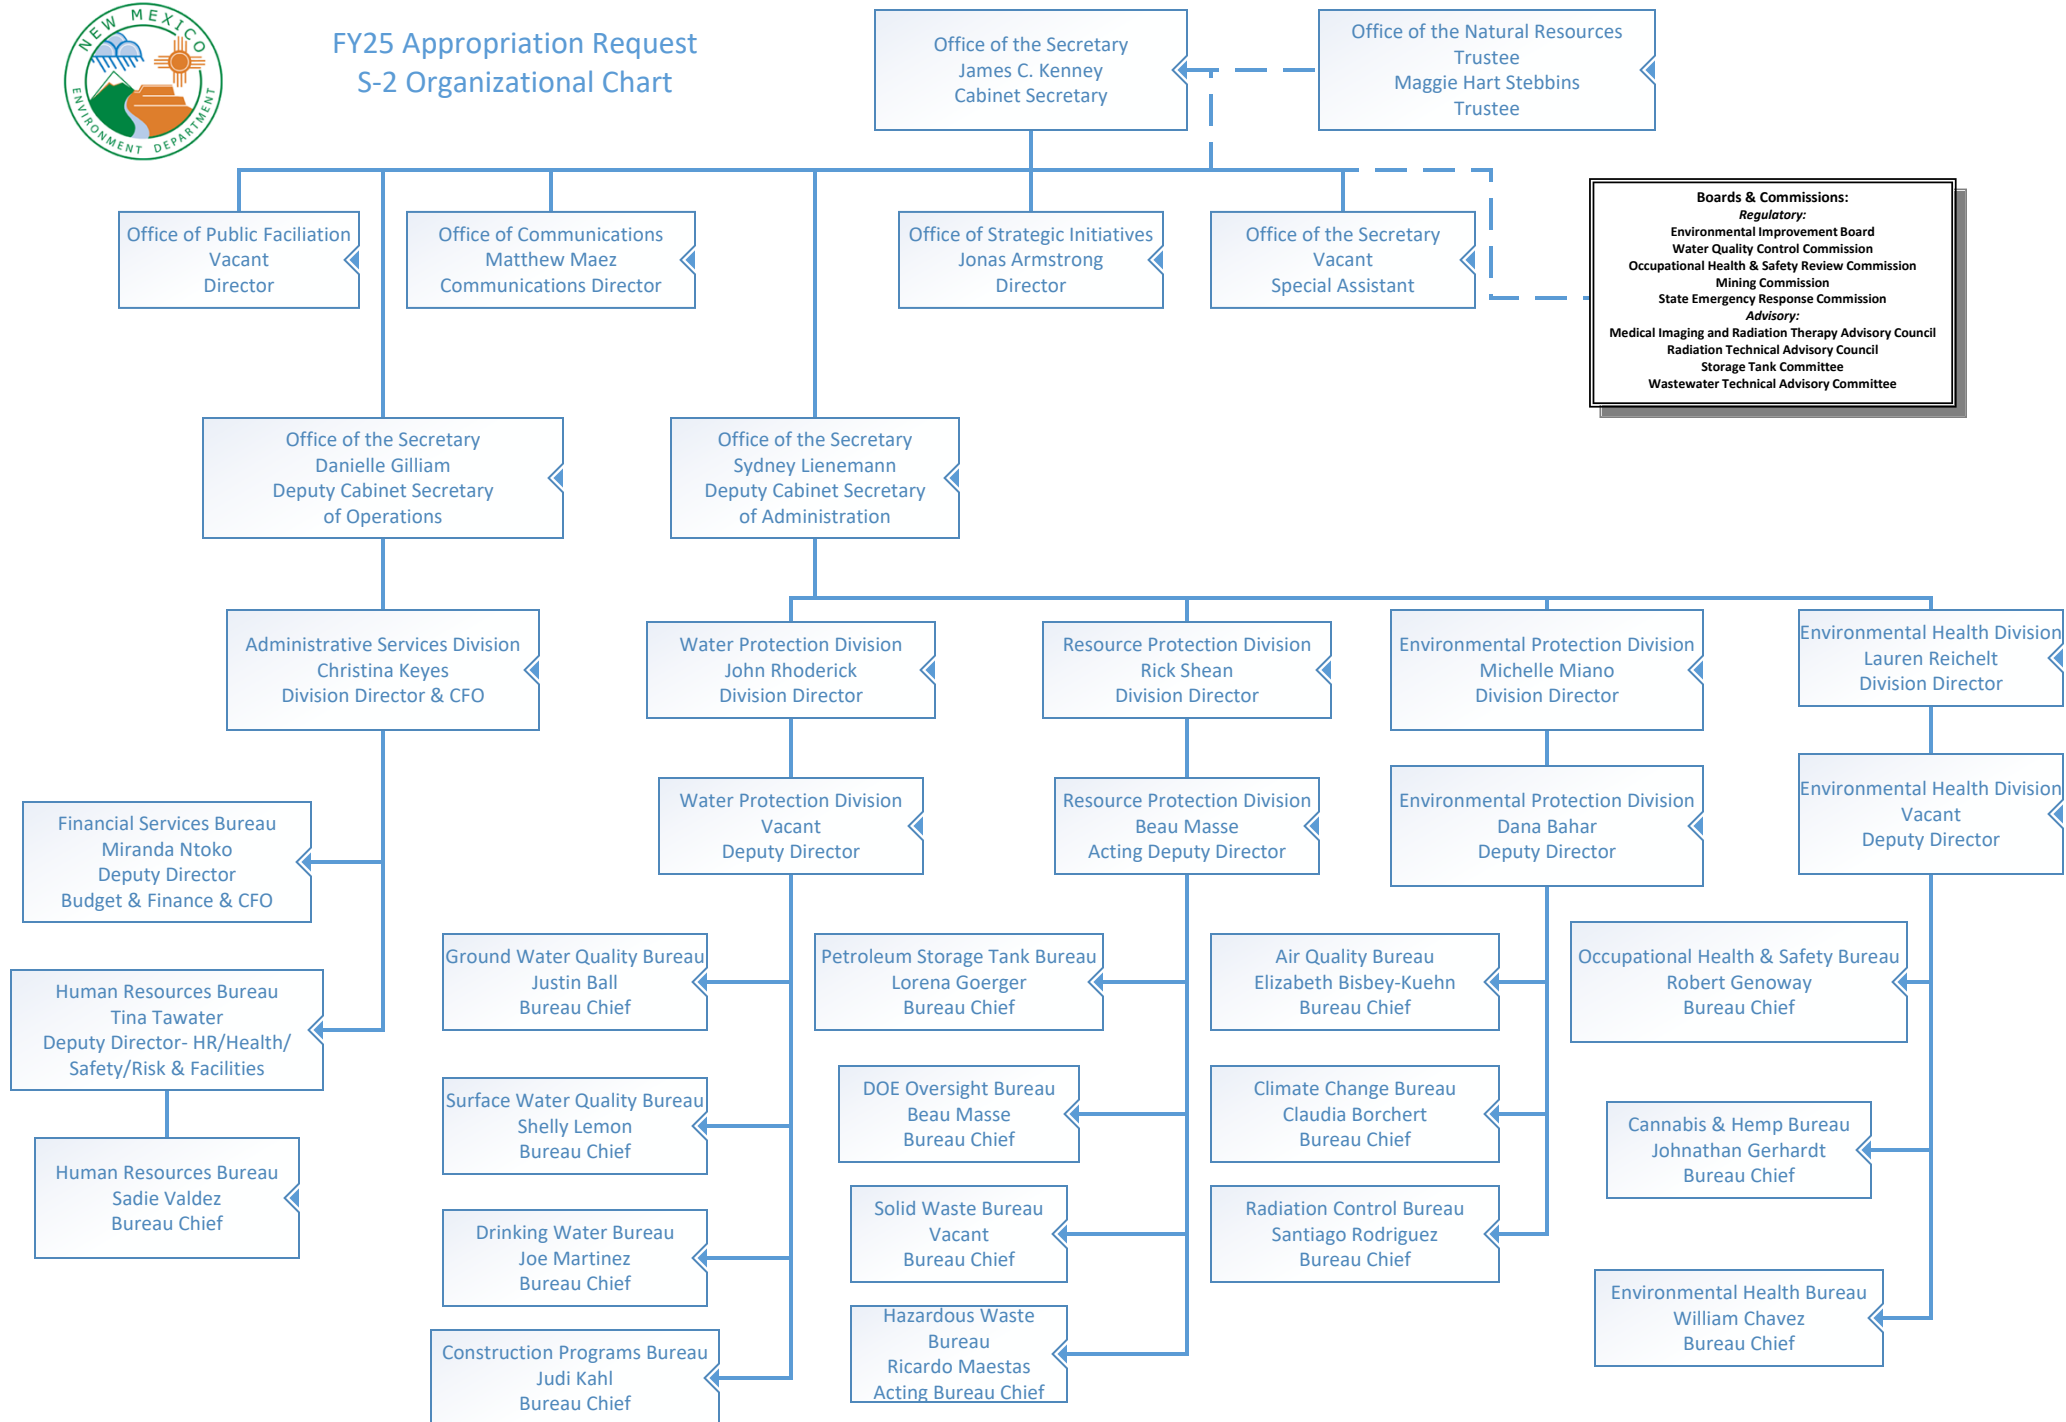 NEW MEXICO
ENVIRONMENT DEPARTMENT
FY25 Appropriation Request
S-2 Organizational Chart
Office of the Secretary
James C. Kenney
Cabinet Secretary
Office of the Natural Resources
Trustee
Maggie Hart Stebbins
Trustee
Boards & Commissions:
Regulatory:
Environmental Improvement Board
Water Quality Control Commission
Occupational Health & Safety Review Commission
Mining Commission
State Emergency Response Commission
Advisory:
Medical Imaging and Radiation Therapy Advisory Council
Radiation Technical Advisory Council
Storage Tank Committee
Wastewater Technical Advisory Committee
Office of Public Faciliation
Vacant
Director
Office of Communications
Matthew Maez
Communications Director
Office of Strategic Initiatives
Jonas Armstrong
Director
Office of the Secretary
Vacant
Special Assistant
Office of the Secretary
Danielle Gilliam
Deputy Cabinet Secretary
of Operations
Office of the Secretary
Sydney Lienemann
Deputy Cabinet Secretary
of Administration
Administrative Services Division
Christina Keyes
Division Director & CFO
Water Protection Division
John Rhoderick
Division Director
Resource Protection Division
Rick Shean
Division Director
Environmental Protection Division
Michelle Miano
Division Director
Environmental Health Division
Lauren Reichelt
Division Director
Financial Services Bureau
Miranda Ntoko
Deputy Director
Budget & Finance & CFO
Water Protection Division
Vacant
Deputy Director
Resource Protection Division
Beau Masse
Acting Deputy Director
Environmental Protection Division
Dana Bahar
Deputy Director
Environmental Health Division
Vacant
Deputy Director
Human Resources Bureau
Tina Tawater
Deputy Director- HR/Health/
Safety/Risk & Facilities
Ground Water Quality Bureau
Justin Ball
Bureau Chief
Petroleum Storage Tank Bureau
Lorena Goerger
Bureau Chief
Air Quality Bureau
Elizabeth Bisbey-Kuehn
Bureau Chief
Occupational Health & Safety Bureau
Robert Genoway
Bureau Chief
Human Resources Bureau
Sadie Valdez
Bureau Chief
Surface Water Quality Bureau
Shelly Lemon
Bureau Chief
DOE Oversight Bureau
Beau Masse
Bureau Chief
Climate Change Bureau
Claudia Borchert
Bureau Chief
Cannabis & Hemp Bureau
Johnathan Gerhardt
Bureau Chief
Drinking Water Bureau
Joe Martinez
Bureau Chief
Solid Waste Bureau
Vacant
Bureau Chief
Radiation Control Bureau
Santiago Rodriguez
Bureau Chief
Environmental Health Bureau
William Chavez
Bureau Chief
Construction Programs Bureau
Judi Kahl
Bureau Chief
Hazardous Waste
Bureau
Ricardo Maestas
Acting Bureau Chief